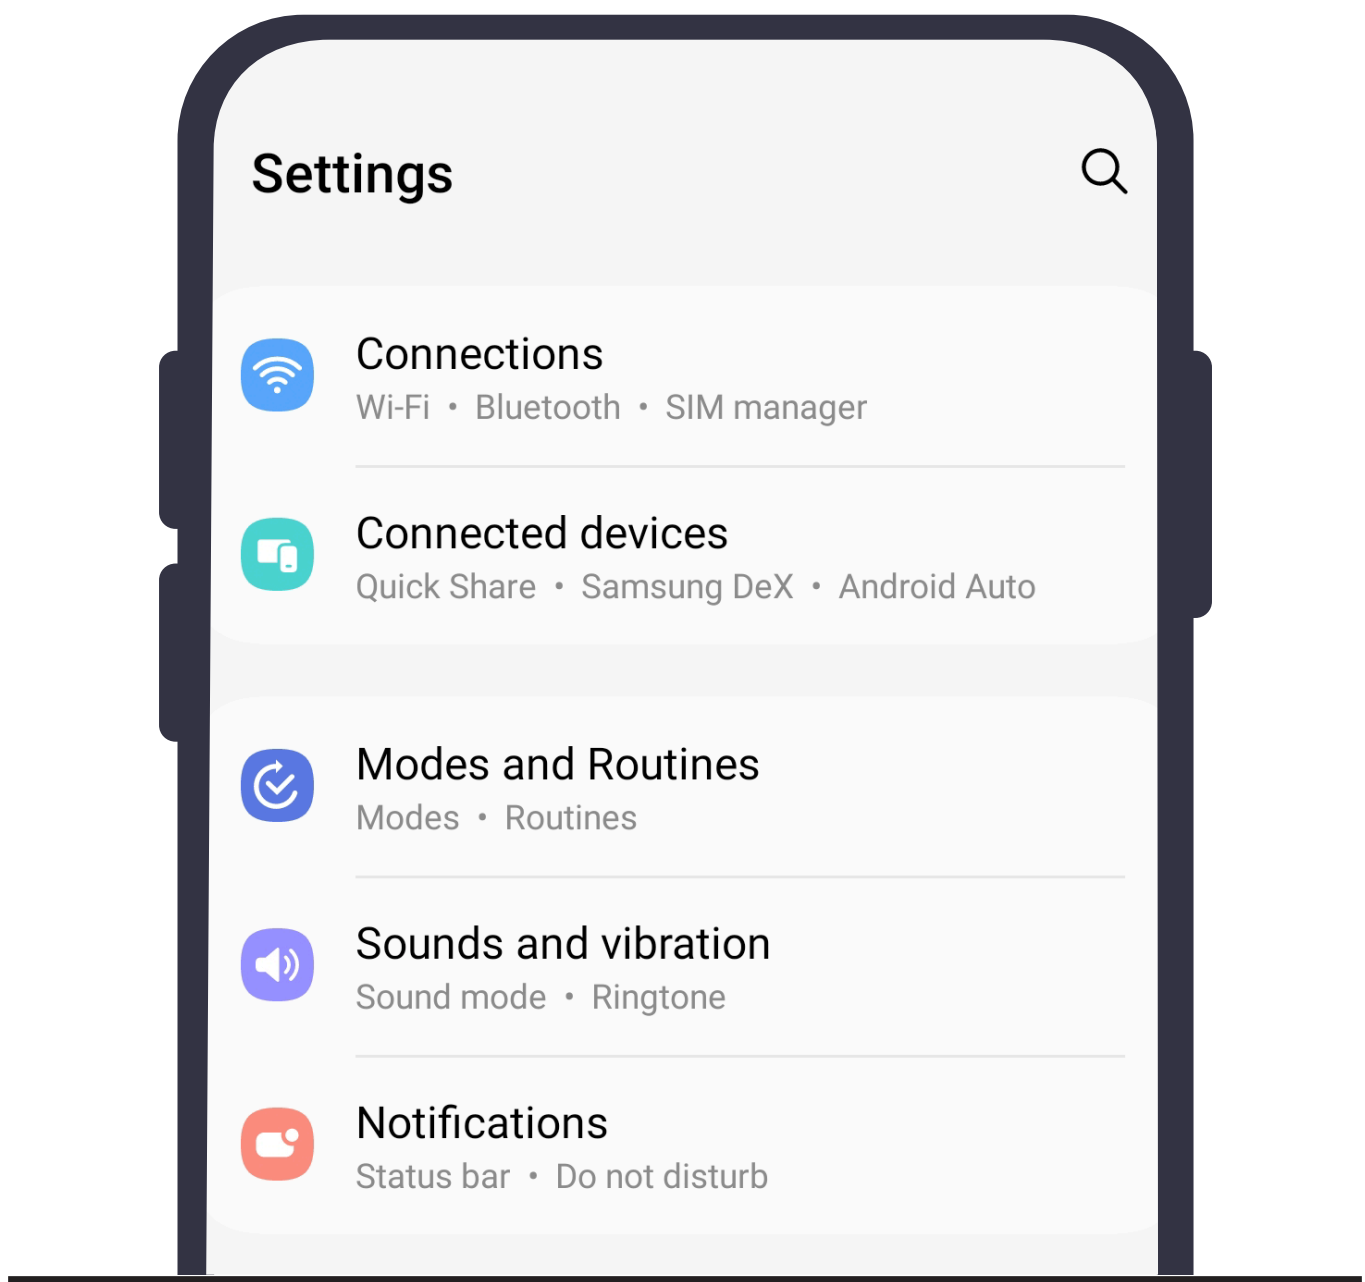 Settings
Connections
Wi-Fi • Bluetooth • SIM manager
Connected devices
Quick Share • Samsung DeX • Android Auto
Modes and Routines
Modes • Routines
Sounds and vibration
Sound mode • Ringtone
Notifications
Status bar • Do not disturb